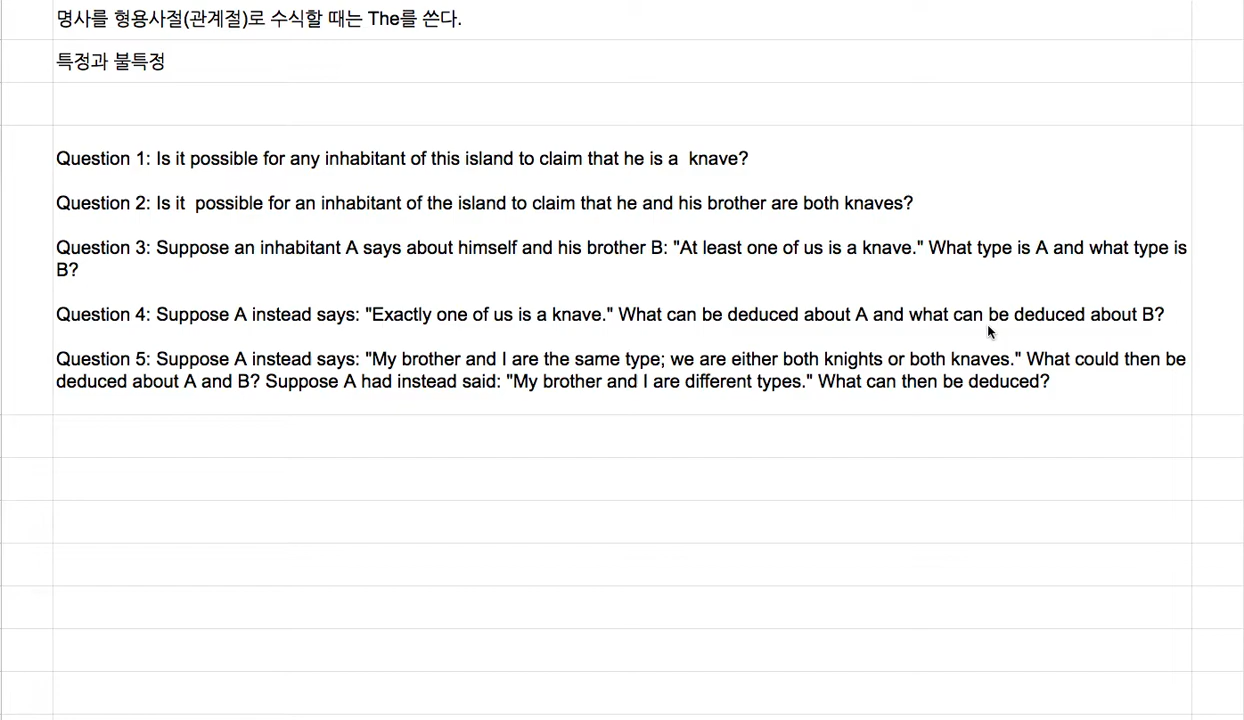 명사를 형용사절(관계절)로 수식할 때는 The를 쓴다.
특정과 불특정
Question 1: Is it possible for any inhabitant of this island to claim that he is a  knave?
Question 2: Is it  possible for an inhabitant of the island to claim that he and his brother are both knaves?
Question 3: Suppose an inhabitant A says about himself and his brother B: "At least one of us is a knave." What type is A and what type is
B?
Question 4: Suppose A instead says: "Exactly one of us is a knave." What can be deduced about A and what can be deduced about B?
Question 5: Suppose A instead says: "My brother and I are the same type; we are either both knights or both knaves." What could then be
deduced about A and B? Suppose A had instead said: "My brother and I are different types." What can then be deduced?